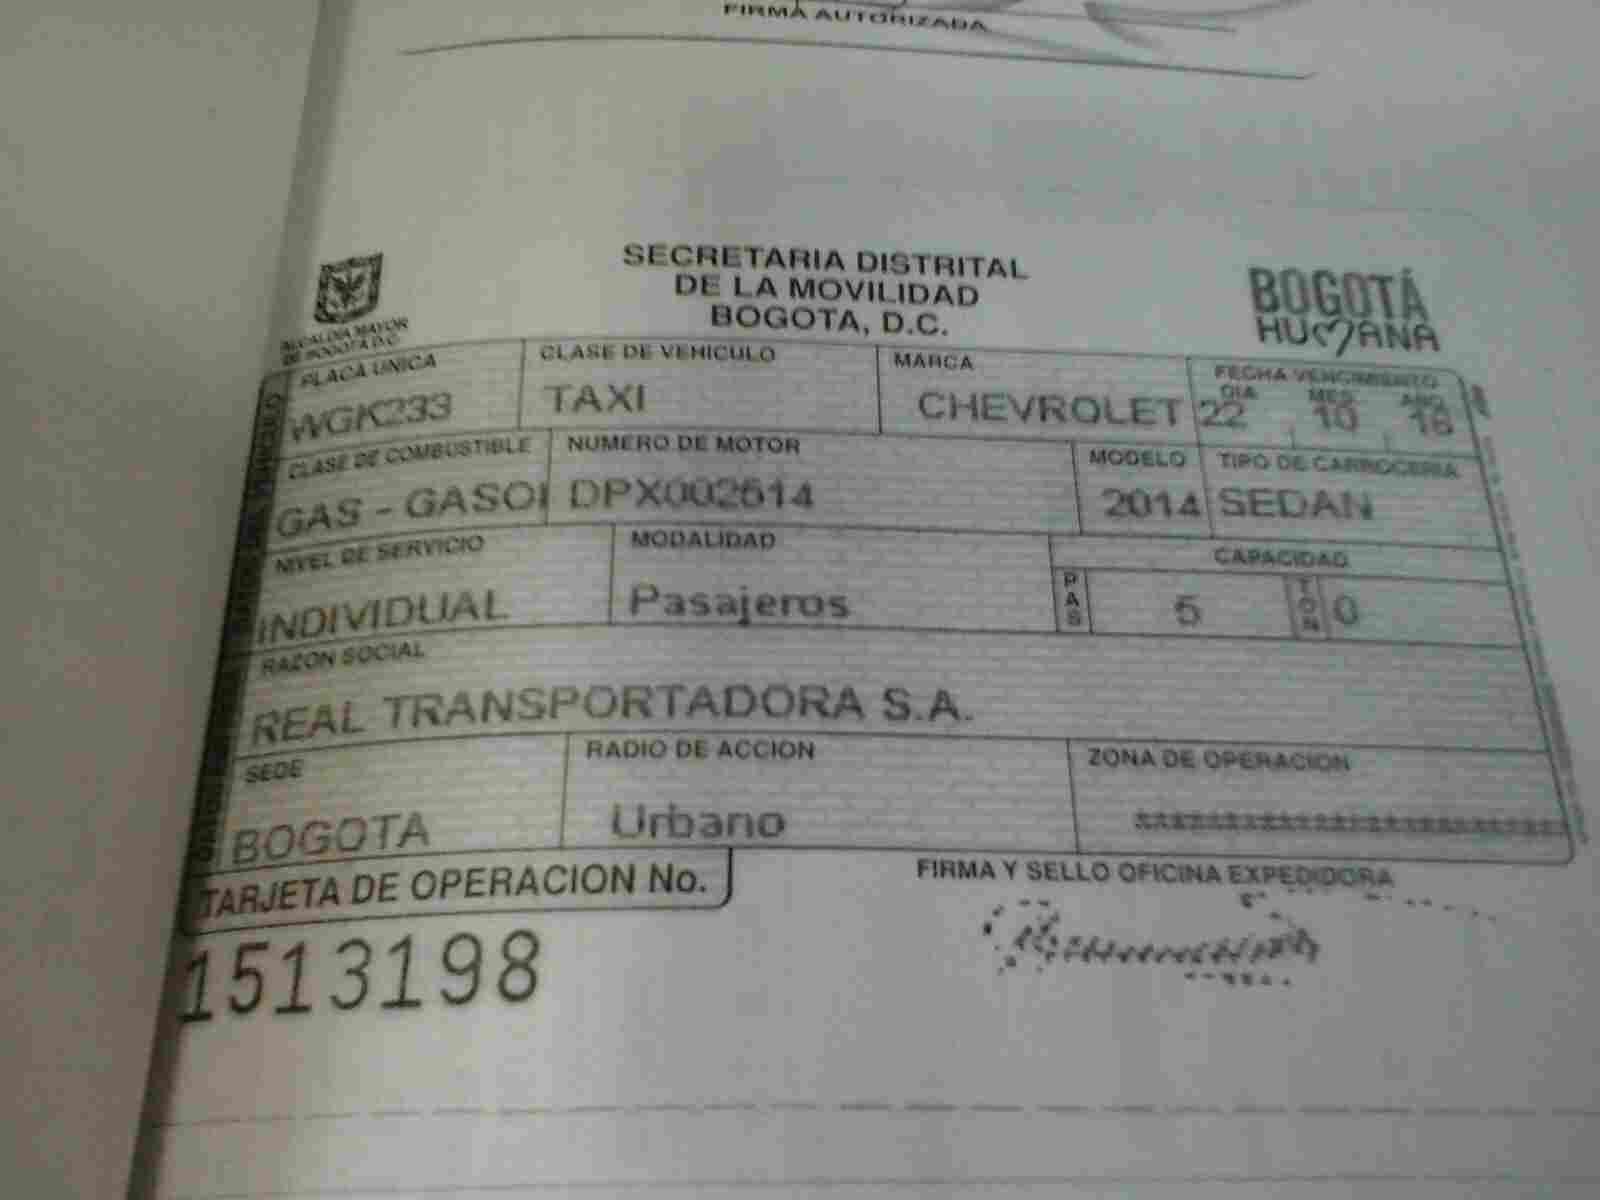 FIRMA AUTORIZADA
SECRETARIA DISTRITAL
DE LA MOVILIDAD
BOGOTA, D.C.
ALCALDIA MAYOR
DE BOGOTA D.C.
BOGOTÁ
HUMANA
PLACA UNICA
WGK233
CLASE DE VEHICULO
TAXI
MARCA
CHEVROLET
FECHA VENCIMIENTO
DIA MES AÑO
22 10 16
CLASE DE COMBUSTIBLE
GAS - GASOL
NUMERO DE MOTOR
DPX002614
MODELO
2014
TIPO DE CARROCERIA
SEDAN
NIVEL DE SERVICIO
INDIVIDUAL
MODALIDAD
Pasajeros
CAPACIDAD
PAS
5
TON
0
RAZON SOCIAL
REAL TRANSPORTADORA S.A.
SEDE
BOGOTA
RADIO DE ACCION
Urbano
ZONA DE OPERACION
TARJETA DE OPERACION No.
1513198
FIRMA Y SELLO OFICINA EXPEDIDORA